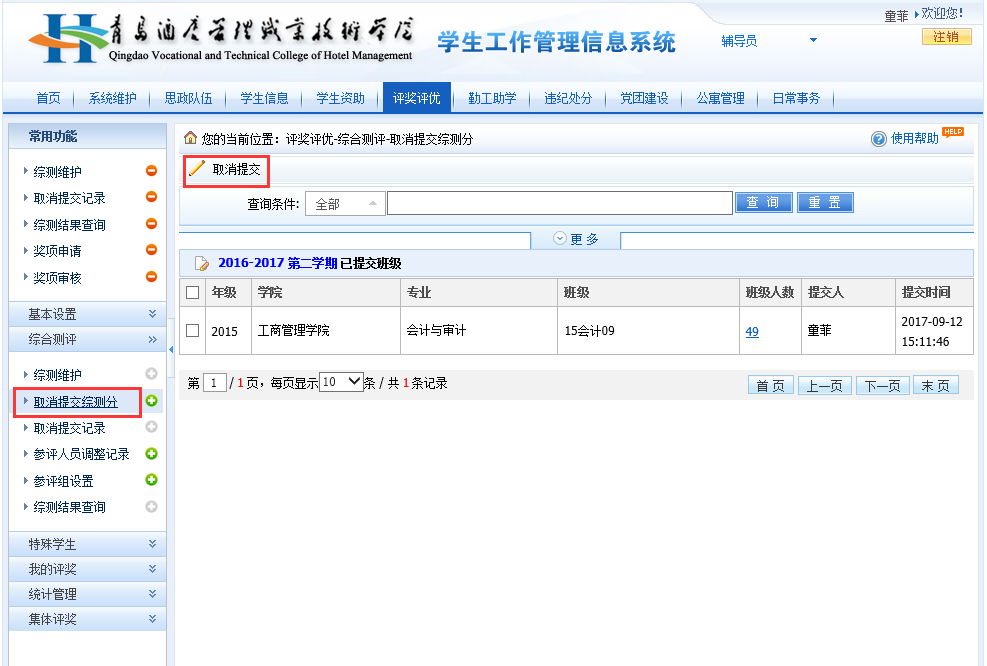 青岛酒店管理职业技术学院
Qingdao Vocational and Technical College of Hotel Management
学生工作管理信息系统
辅导员
童菲 欢迎您!
注销
首页 系统维护 思政队伍 学生信息 学生资助 评奖评优 勤工助学 违纪处分 党团建设 公寓管理 日常事务
常用功能
综测维护
取消提交记录
综测结果查询
奖项申请
奖项审核
基本设置
综合测评
综测维护
取消提交综测分
取消提交记录
参评人员调整记录
参评组设置
综测结果查询
特殊学生
我的评奖
统计管理
集体评奖
您的当前位置：评奖评优-综合测评-取消提交综测分
使用帮助 HELP
取消提交
查询条件: 全部 查 询 重 置
更 多
2016-2017 第二学期 已提交班级
年级 学院 专业 班级 班级人数 提交人 提交时间
2015 工商管理学院 会计与审计 15会计09 49 童菲 2017-09-12 15:11:46
第 1 / 1 页，每页显示 10 条 / 共 1 条记录
首 页 上一页 下一页 末 页